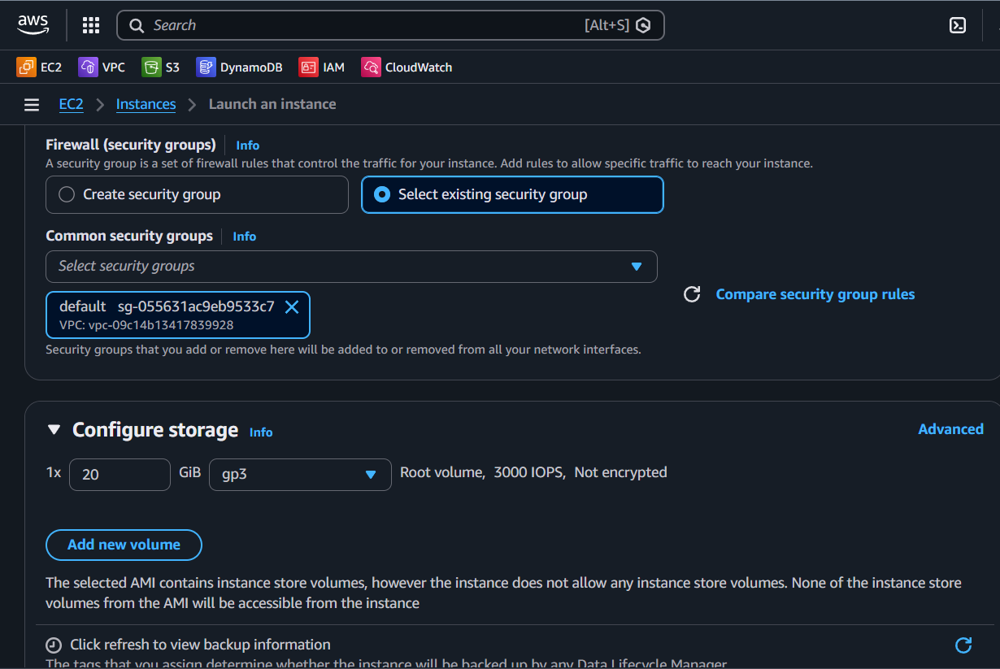 aws
Search [Alt+S]
EC2 VPC S3 DynamoDB IAM CloudWatch
EC2 Instances Launch an instance
Firewall (security groups) Info
A security group is a set of firewall rules that control the traffic for your instance. Add rules to allow specific traffic to reach your instance.
Create security group Select existing security group
Common security groups Info
Select security groups
Compare security group rules
default sg-055631ac9eb9533c7
VPC: vpc-09c14b13417839928
Security groups that you add or remove here will be added to or removed from all your network interfaces.
Configure storage Info Advanced
1x 20 GiB gp3 Root volume, 3000 IOPS, Not encrypted
Add new volume
The selected AMI contains instance store volumes, however the instance does not allow any instance store volumes. None of the instance store
volumes from the AMI will be accessible from the instance
Click refresh to view backup information
The tags that you assign determine whether the instance will be backed up by any Data Lifecycle Manager